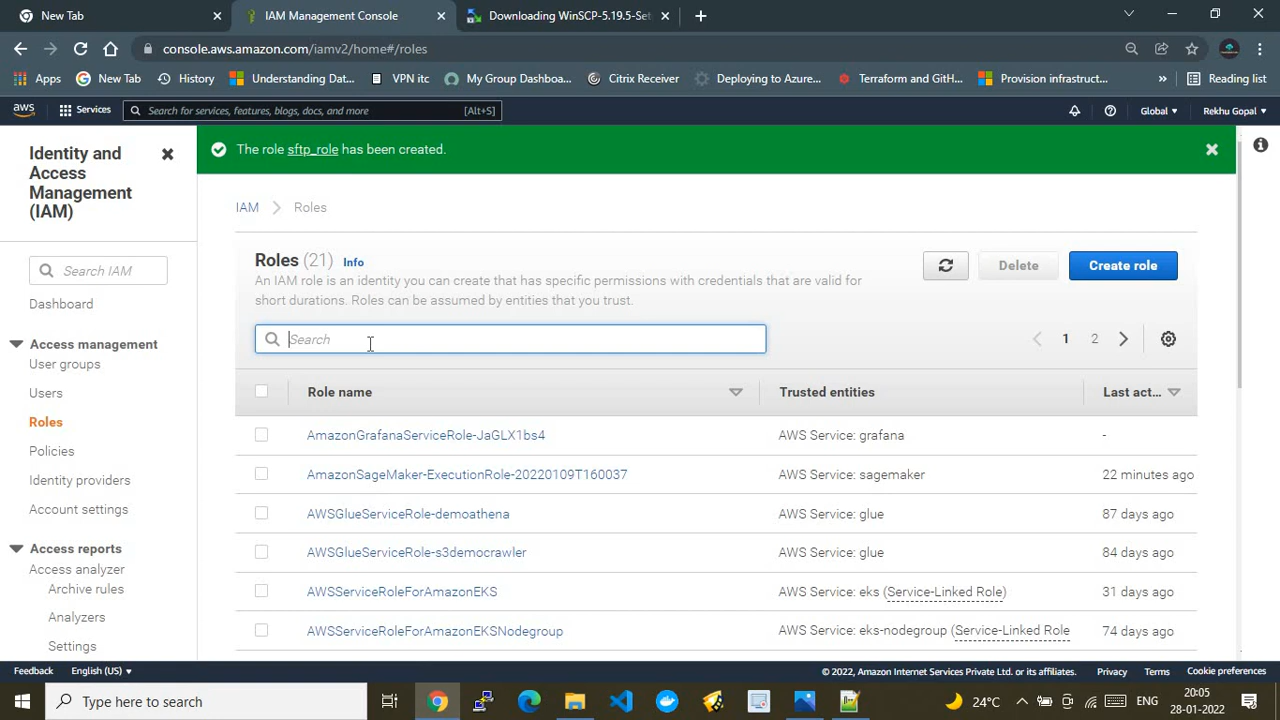 New Tab
IAM Management Console
Downloading WinSCP-5.19.5-Set
console.aws.amazon.com/iamv2/home#/roles
Apps
New Tab
History
Understanding Dat...
VPN itc
My Group Dashboa...
Citrix Receiver
Deploying to Azure...
Terraform and GitH...
Provision infrastruct...
»
Reading list
aws
Services
Search for services, features, blogs, docs, and more
[Alt+S]
Global
Rekhu Gopal
Identity and
Access
Management
(IAM)
Search IAM
Dashboard
Access management
User groups
Users
Roles
Policies
Identity providers
Account settings
Access reports
Access analyzer
Archive rules
Analyzers
Settings
The role sftp_role has been created.
IAM > Roles
Roles (21) Info
An IAM role is an identity you can create that has specific permissions with credentials that are valid for
short durations. Roles can be assumed by entities that you trust.
Delete
Create role
Search
1 2
Role name Trusted entities Last act...
AmazonGrafanaServiceRole-JaGLX1bs4 AWS Service: grafana -
AmazonSageMaker-ExecutionRole-20220109T160037 AWS Service: sagemaker 22 minutes ago
AWSGlueServiceRole-demoathena AWS Service: glue 87 days ago
AWSGlueServiceRole-s3democrawler AWS Service: glue 84 days ago
AWSServiceRoleForAmazonEKS AWS Service: eks (Service-Linked Role) 31 days ago
AWSServiceRoleForAmazonEKSNodegroup AWS Service: eks-nodegroup (Service-Linked Role 74 days ago
Feedback English (US)
© 2022, Amazon Internet Services Private Ltd. or its affiliates. Privacy Terms Cookie preferences
Type here to search
24°C
ENG
20:05
28-01-2022